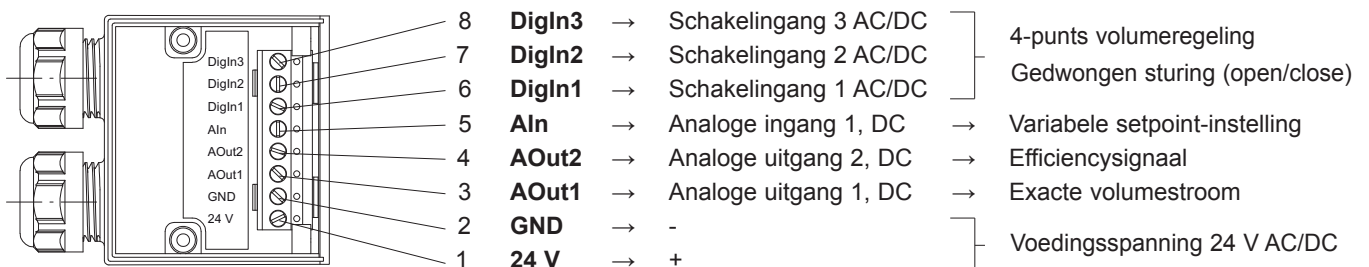 DigIn3
DigIn2
DigIn1
AIn
AOut2
AOut1
GND
24 V
8 DigIn3 → Schakelingang 3 AC/DC
7 DigIn2 → Schakelingang 2 AC/DC
6 DigIn1 → Schakelingang 1 AC/DC
4-punts volumeregeling
Gedwongen sturing (open/close)
5 AIn → Analoge ingang 1, DC → Variabele setpoint-instelling
4 AOut2 → Analoge uitgang 2, DC → Efficiencysignaal
3 AOut1 → Analoge uitgang 1, DC → Exacte volumestroom
2 GND → -
1 24 V → +
Voedingsspanning 24 V AC/DC